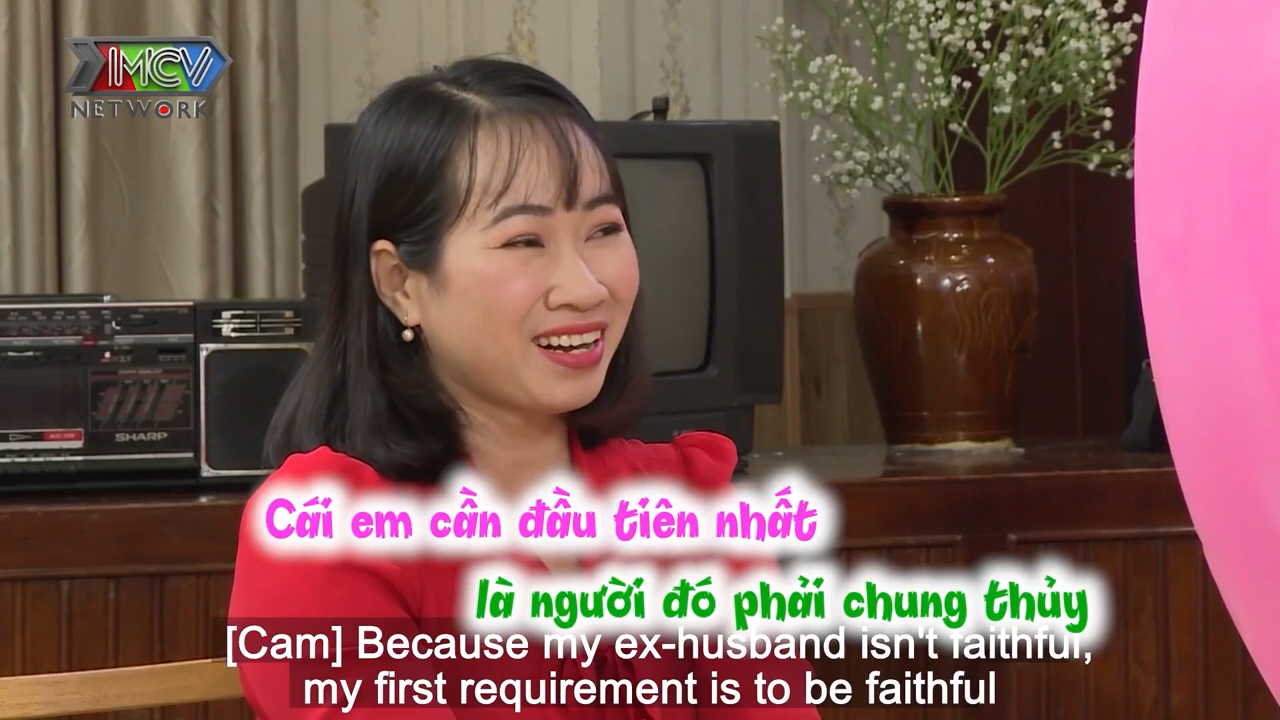 MCV
NETWORK
SHARP
Cái em cần đầu tiên nhất
là người đó phải chung thủy
[Cam] Because my ex-husband isn't faithful,
my first requirement is to be faithful